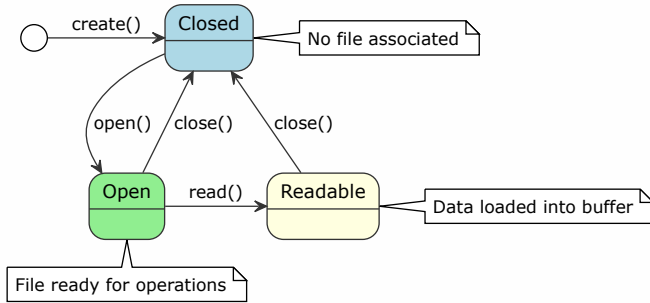 create()
Closed
No file associated
open()
close()
close()
Open
read()
Readable
Data loaded into buffer
File ready for operations